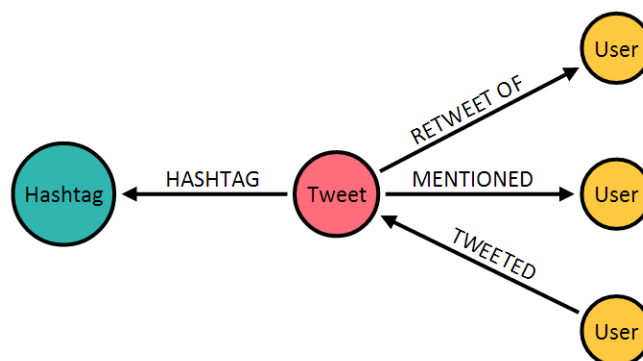 User
RETWEET OF
Hashtag
HASHTAG
Tweet
MENTIONED
User
TWEETED
User